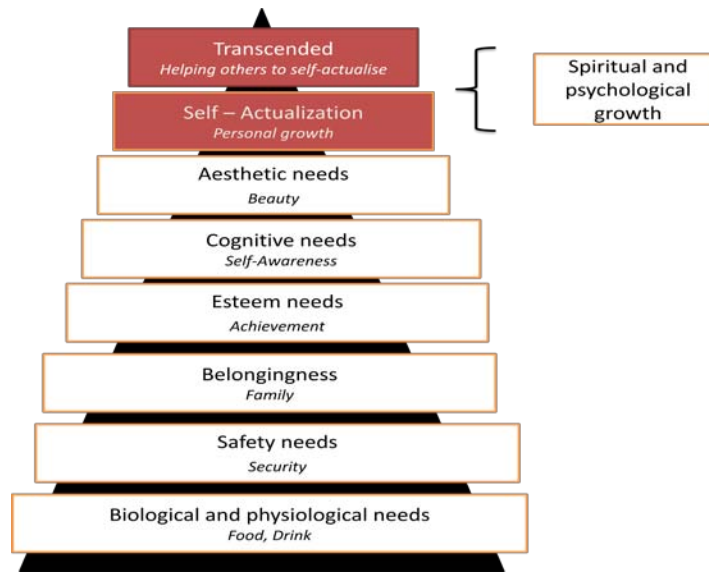 Transcended
Helping others to self-actualise
Self – Actualization
Personal growth
Spiritual and
psychological
growth
Aesthetic needs
Beauty
Cognitive needs
Self-Awareness
Esteem needs
Achievement
Belongingness
Family
Safety needs
Security
Biological and physiological needs
Food, Drink